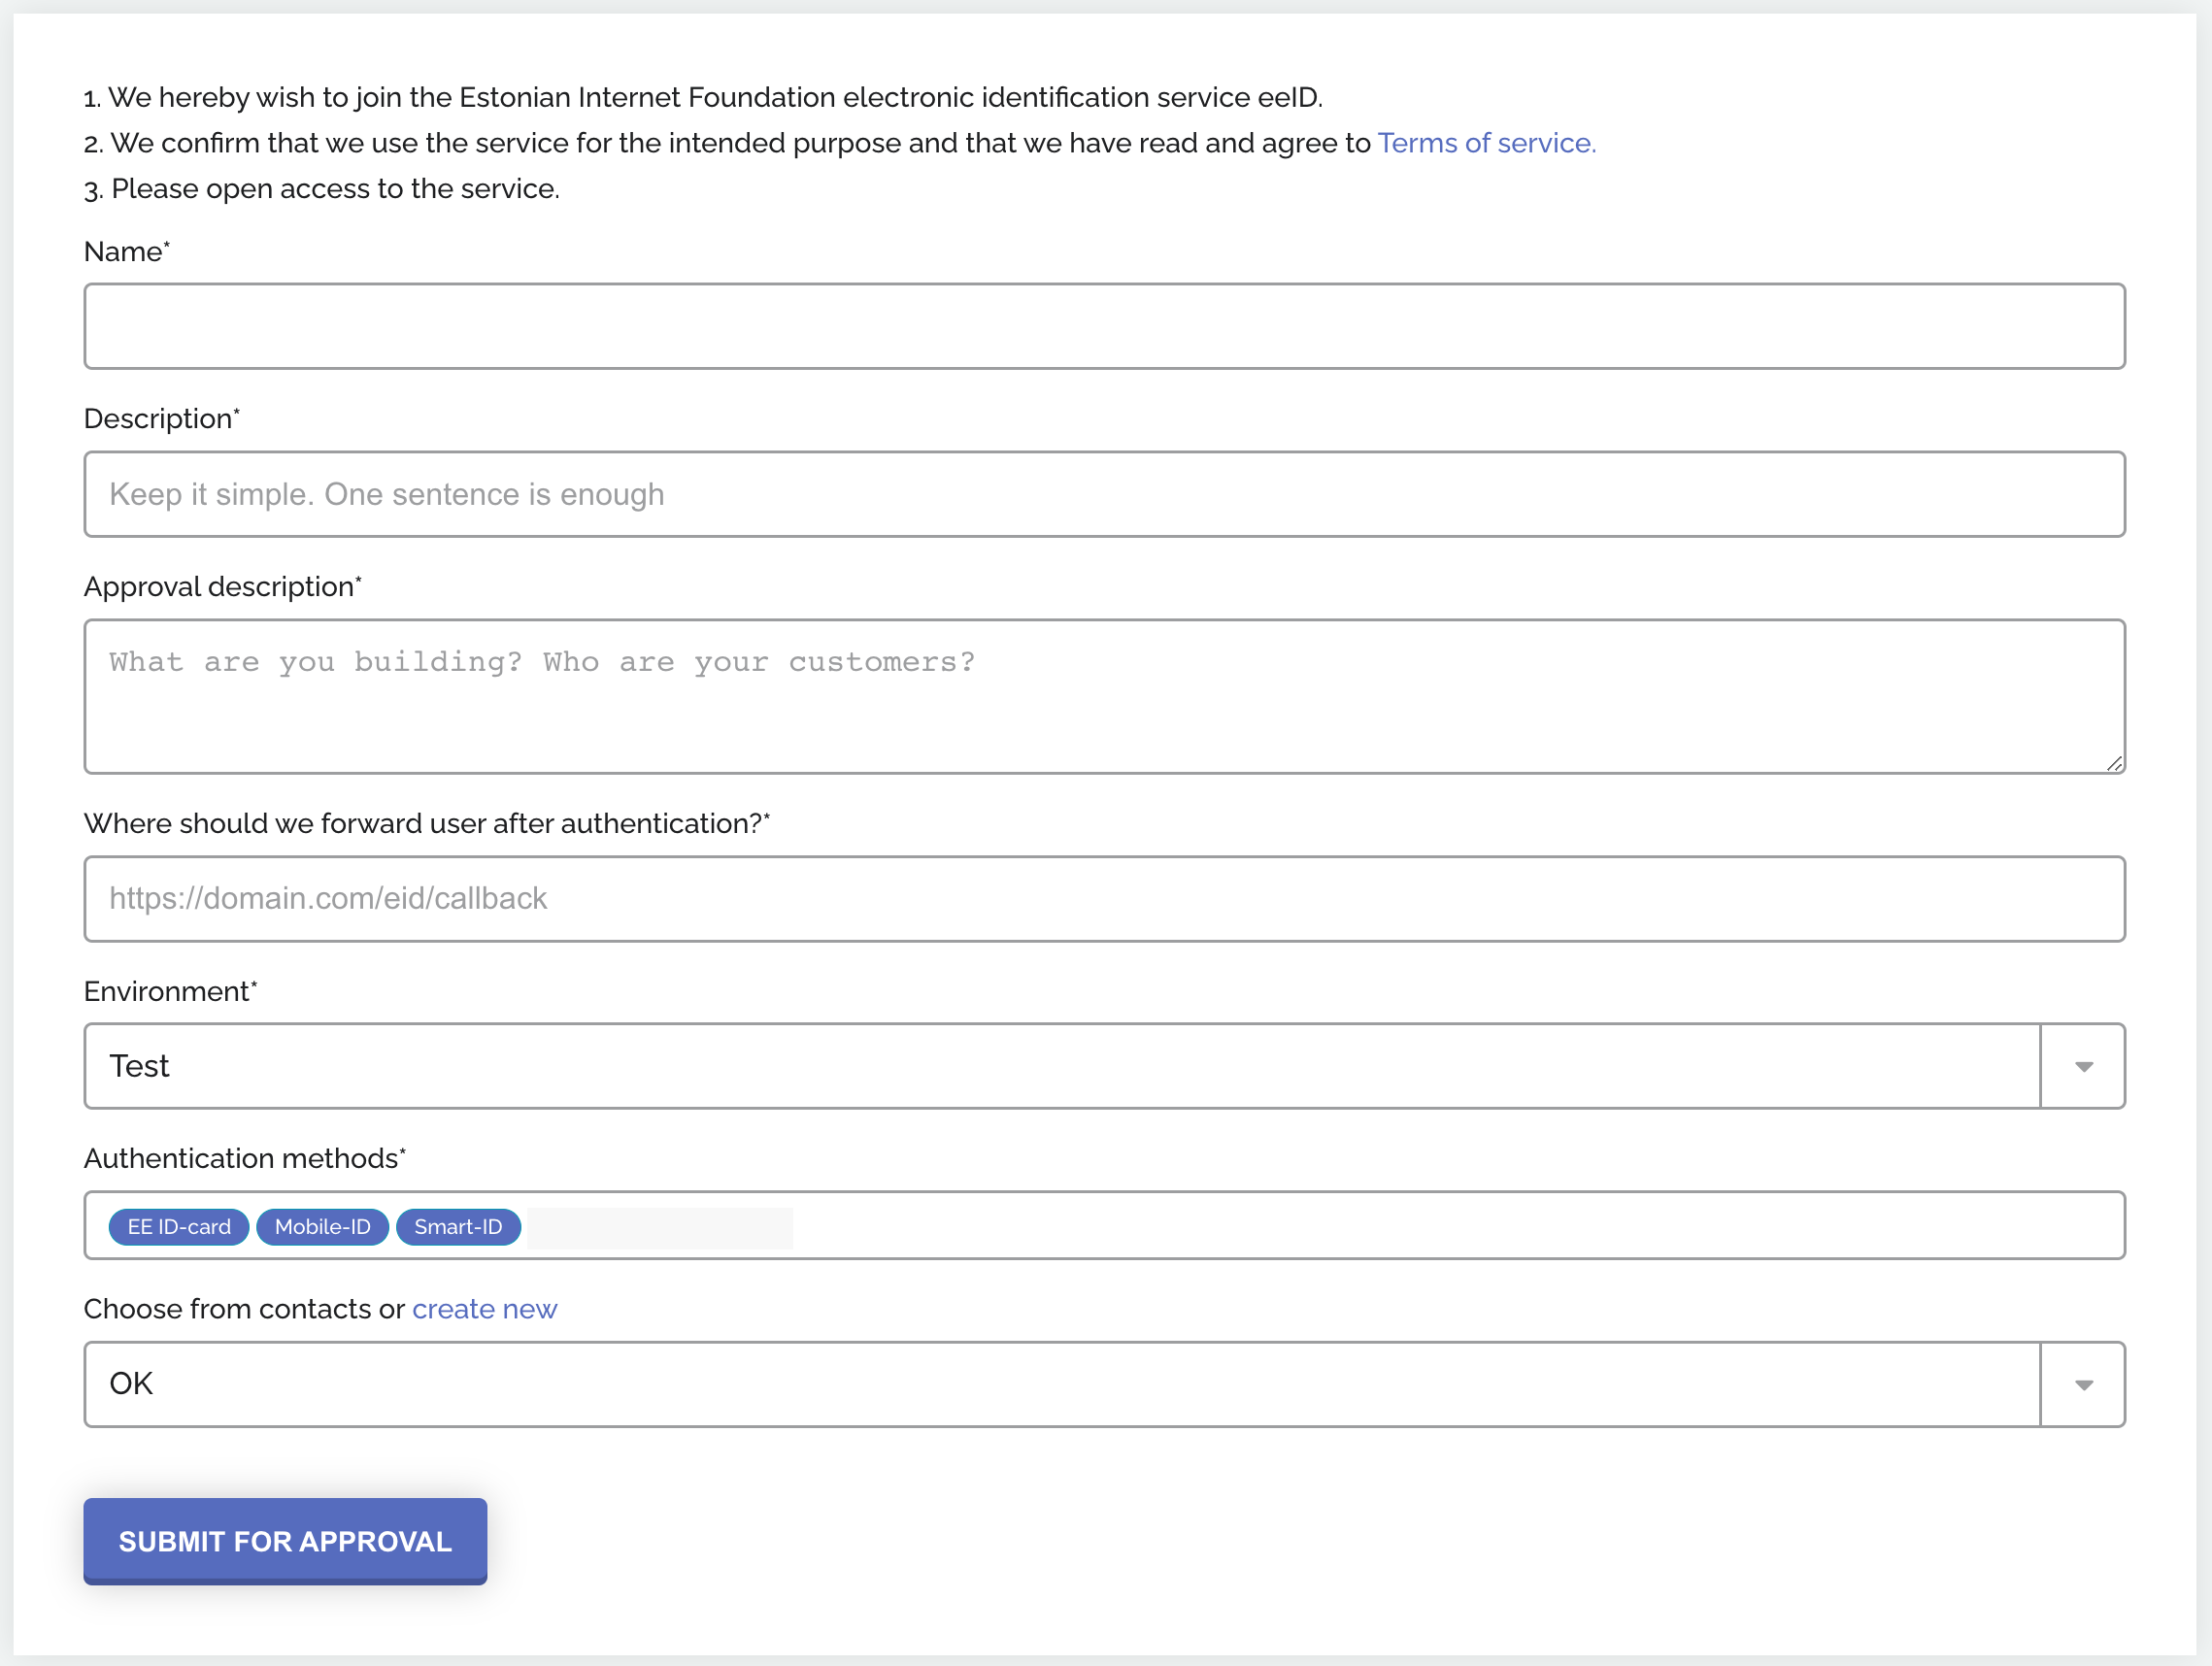 1. We hereby wish to join the Estonian Internet Foundation electronic identification service eeID.
2. We confirm that we use the service for the intended purpose and that we have read and agree to Terms of service.
3. Please open access to the service.
Name*
Description*
Keep it simple. One sentence is enough
Approval description*
What are you building? Who are your customers?
Where should we forward user after authentication?*
https://domain.com/eid/callback
Environment*
Test
Authentication methods*
EE ID-card Mobile-ID Smart-ID
Choose from contacts or create new
OK
SUBMIT FOR APPROVAL